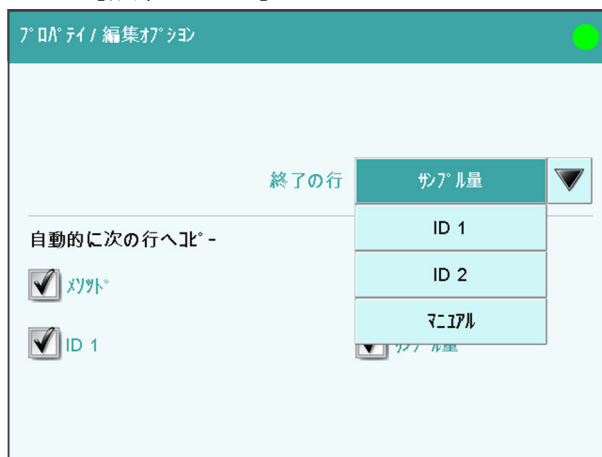 ﾌﾟﾛﾊﾟﾃｲ / 編集ｵﾌﾟｼｮﾝ
終了の行 ｻﾝﾌﾟﾙ量
ID 1
自動的に次の行へｺﾋﾟｰ
ID 2
ﾒｿｯﾄﾞ
ﾏﾆｭｱﾙ
ID 1